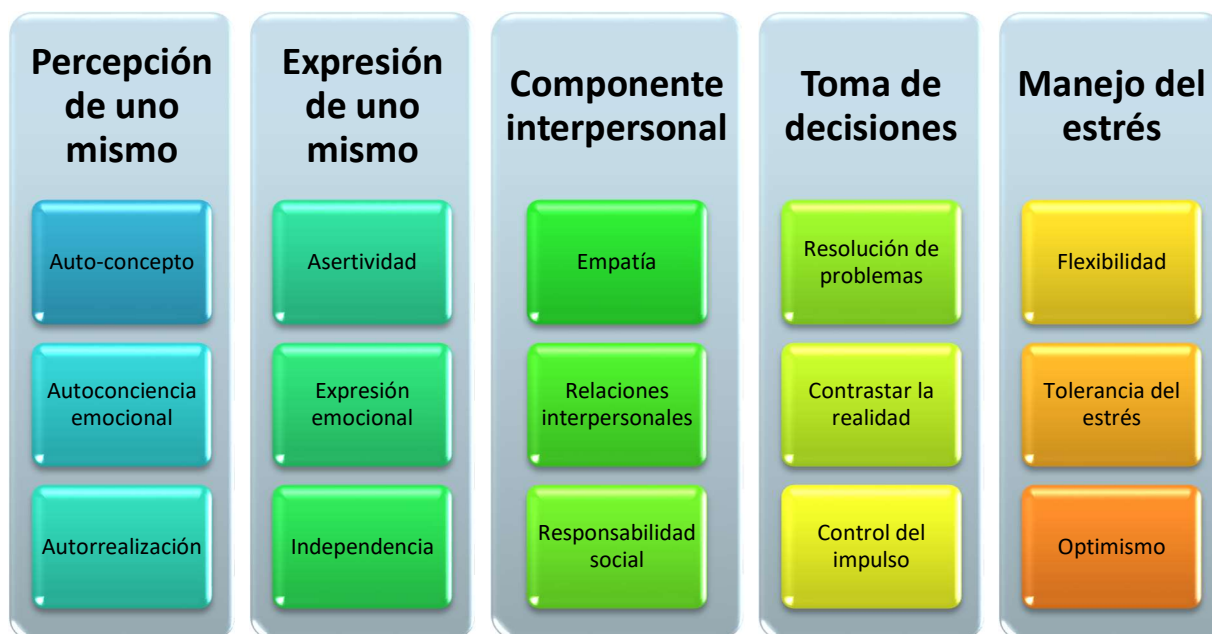 Percepción
de uno
mismo
Auto-concepto
Autoconciencia
emocional
Autorrealización
Expresión
de uno
mismo
Asertividad
Expresión
emocional
Independencia
Componente
interpersonal
Empatía
Relaciones
interpersonales
Responsabilidad
social
Toma de
decisiones
Resolución de
problemas
Contrastar la
realidad
Control del
impulso
Manejo del
estrés
Flexibilidad
Tolerancia del
estrés
Optimismo